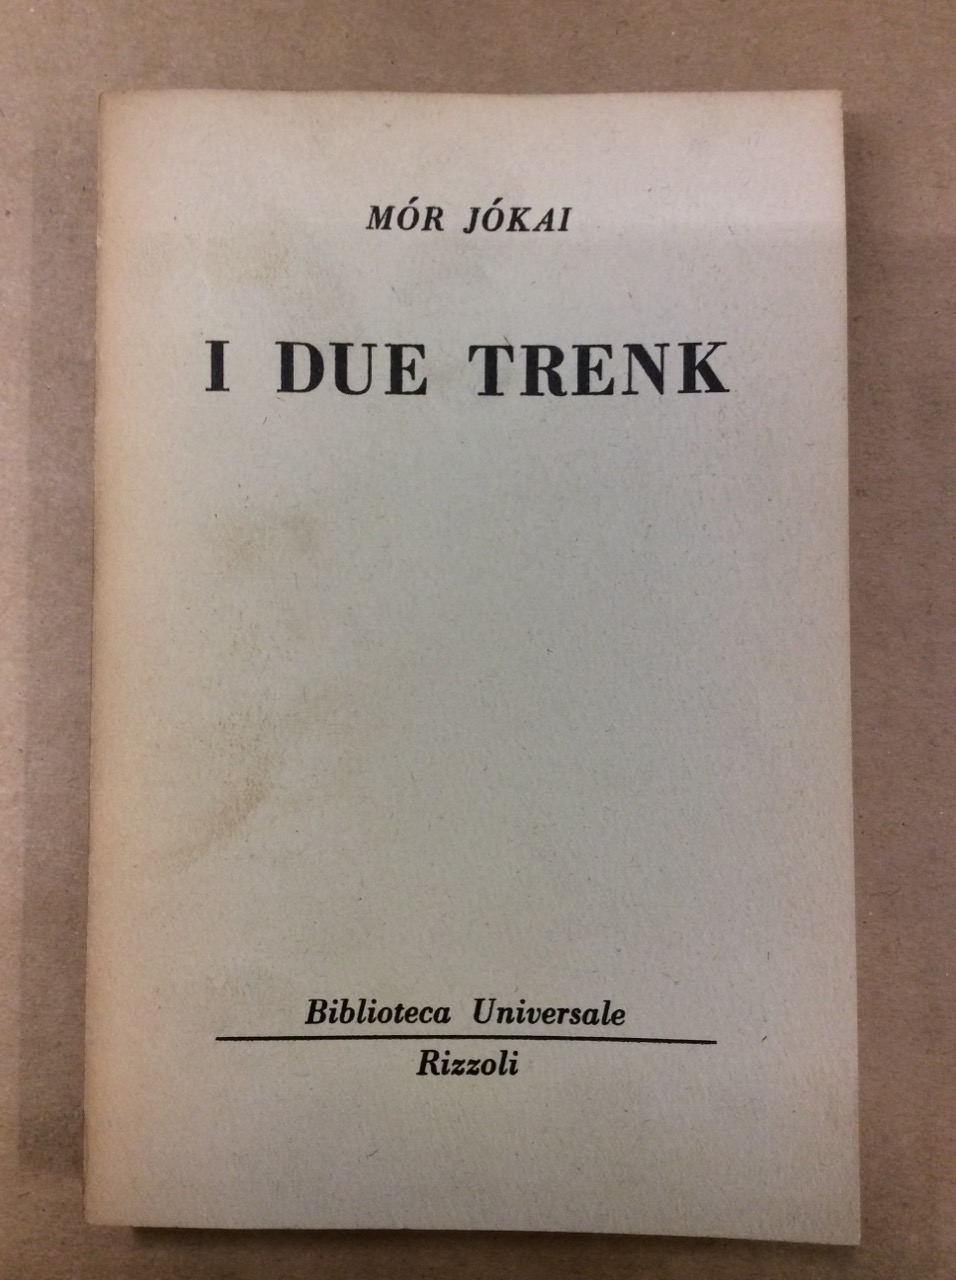 MÓR JÓKAI
I DUE TRENK
Biblioteca Universale
Rizzoli